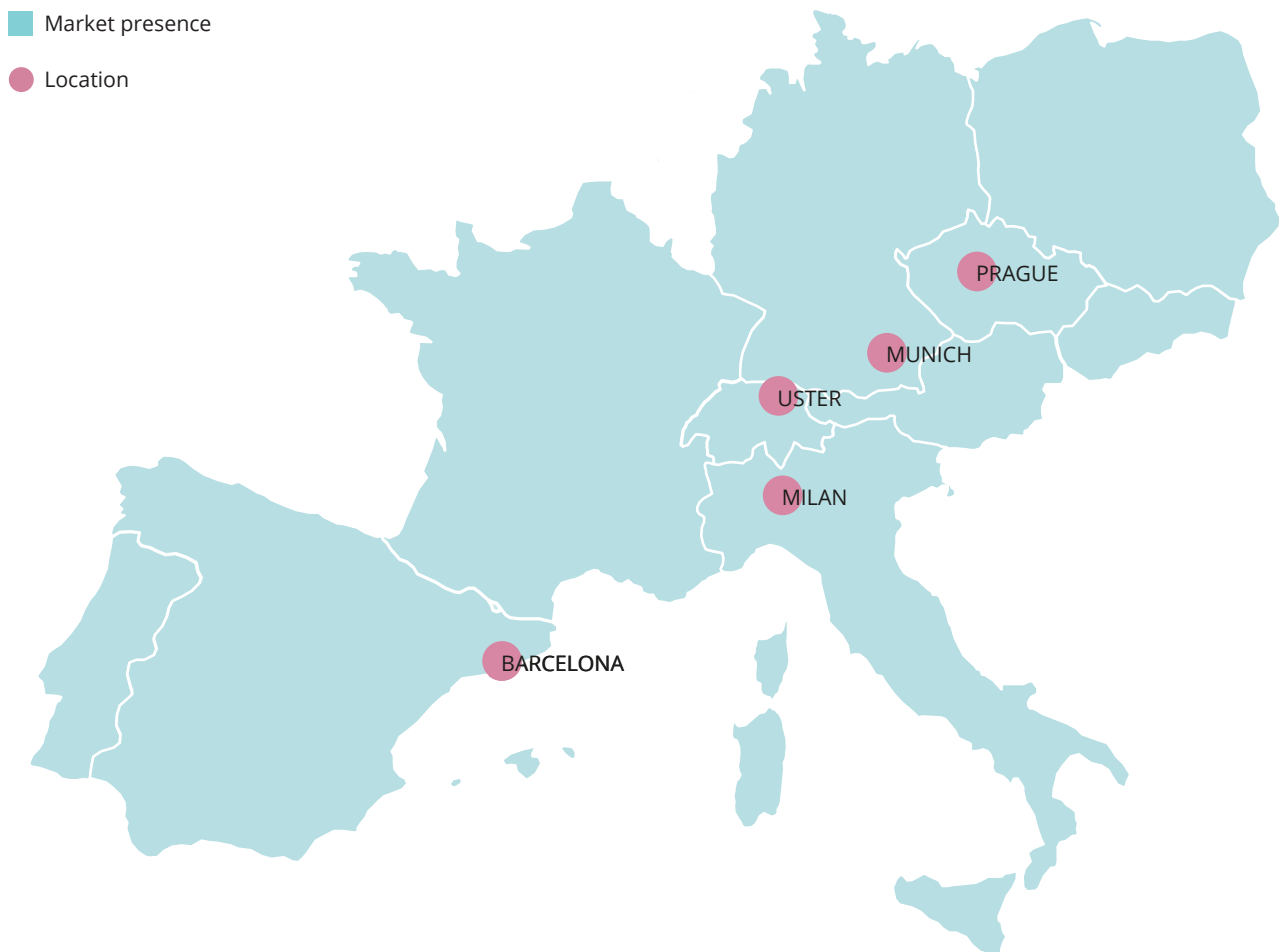 Market presence
Location
PRAGUE
MUNICH
USTER
MILAN
BARCELONA